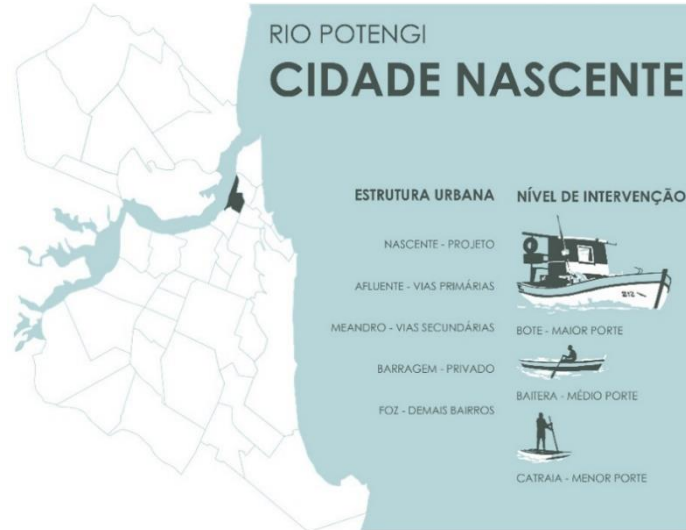 RIO POTENGI
CIDADE NASCENTE
ESTRUTURA URBANA
NASCENTE - PROJETO
AFLUENTE - VIAS PRIMÁRIAS
MEANDRO - VIAS SECUNDÁRIAS
BARRAGEM - PRIVADO
FOZ - DEMAIS BAIRROS
NÍVEL DE INTERVENÇÃO
BOTE - MAIOR PORTE
BAITERA - MÉDIO PORTE
CATRAIA - MENOR PORTE